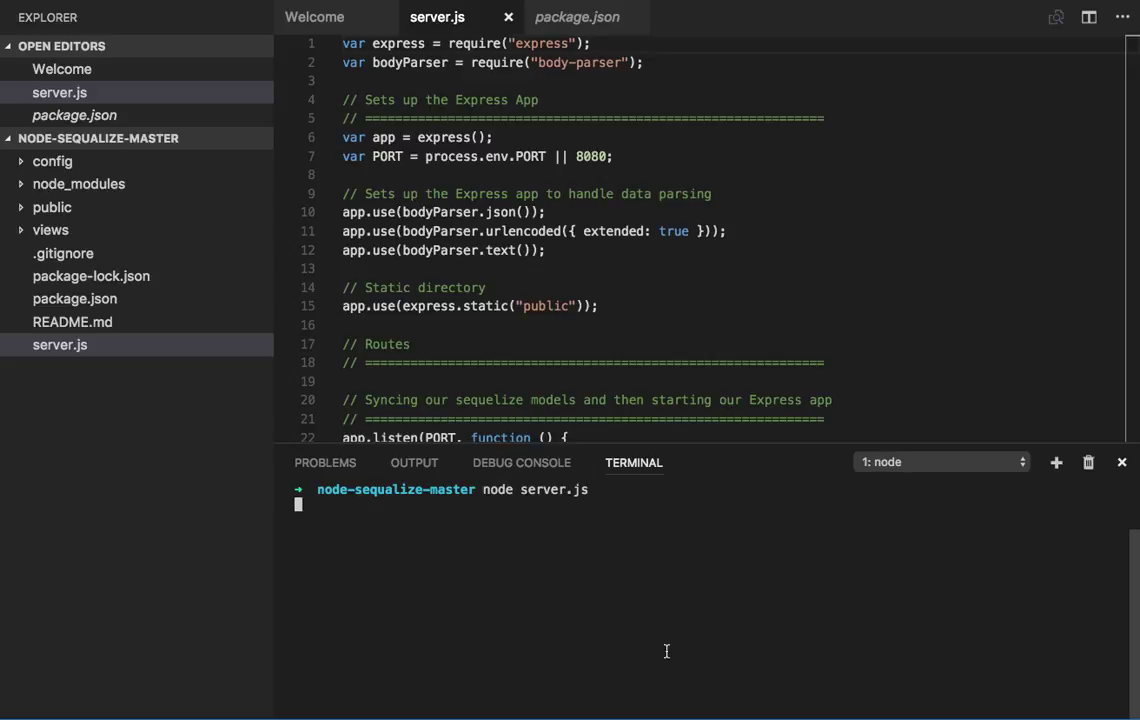 EXPLORER
OPEN EDITORS
Welcome
server.js
package.json
NODE-SEQUALIZE-MASTER
config
node_modules
public
views
.gitignore
package-lock.json
package.json
README.md
server.js
Welcome server.js × package.json ···
1 var express = require("express");
2 var bodyParser = require("body-parser");
3
4 // Sets up the Express App
5 // =============================================================
6 var app = express();
7 var PORT = process.env.PORT || 8080;
8
9 // Sets up the Express app to handle data parsing
10 app.use(bodyParser.json());
11 app.use(bodyParser.urlencoded({ extended: true }));
12 app.use(bodyParser.text());
13
14 // Static directory
15 app.use(express.static("public"));
16
17 // Routes
18 // =============================================================
19
20 // Syncing our sequelize models and then starting our Express app
21 // =============================================================
22 app.listen(PORT, function () {
PROBLEMS OUTPUT DEBUG CONSOLE TERMINAL 1: node
➜ node-sequalize-master node server.js